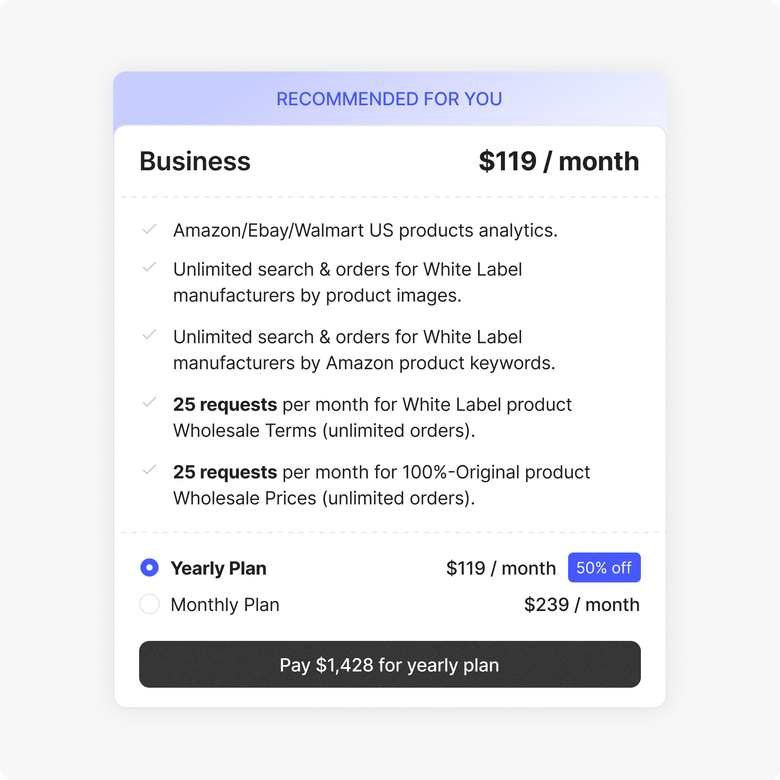 RECOMMENDED FOR YOU
Business
$119 / month
Amazon/Ebay/Walmart US products analytics.
Unlimited search & orders for White Label
manufacturers by product images.
Unlimited search & orders for White Label
manufacturers by Amazon product keywords.
25 requests per month for White Label product
Wholesale Terms (unlimited orders).
25 requests per month for 100%-Original product
Wholesale Prices (unlimited orders).
Yearly Plan $119 / month 50% off
Monthly Plan $239 / month
Pay $1,428 for yearly plan